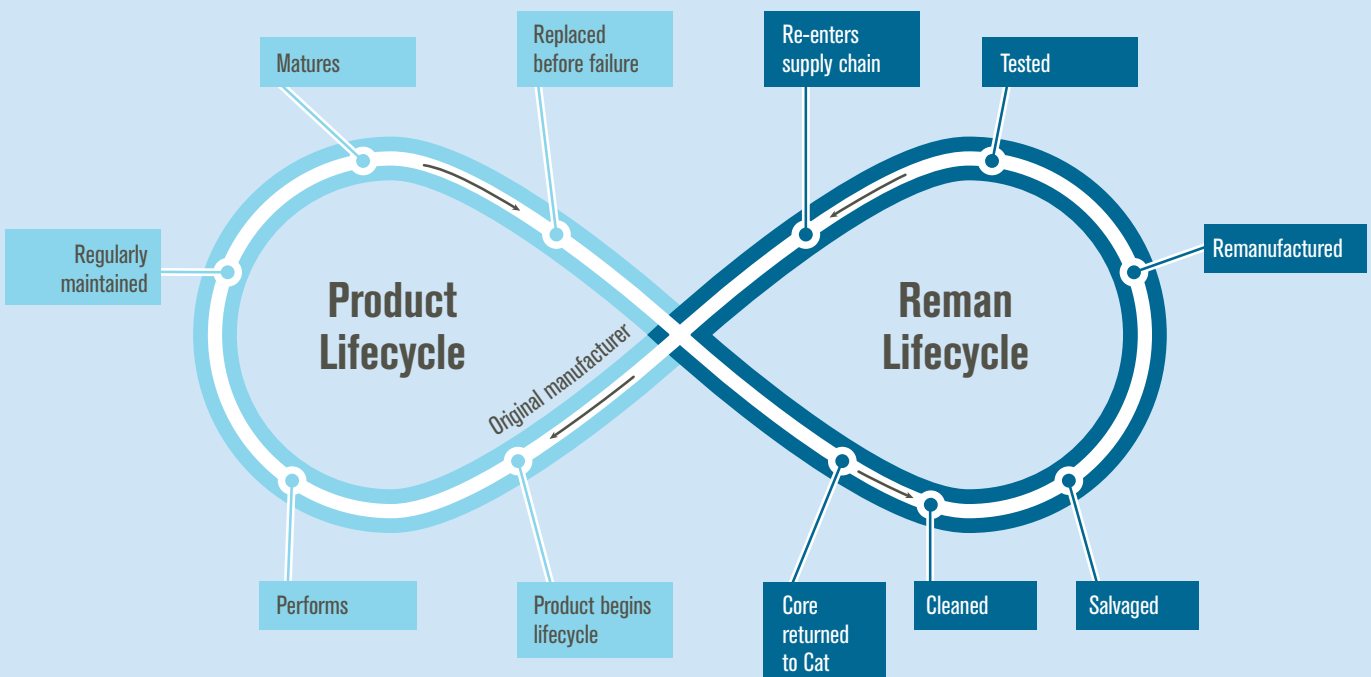 Matures
Replaced
before failure
Re-enters
supply chain
Tested
Regularly
maintained
Product
Lifecycle
Original manufacturer
Reman
Lifecycle
Remanufactured
Performs
Product begins
lifecycle
Core
returned
to Cat
Cleaned
Salvaged